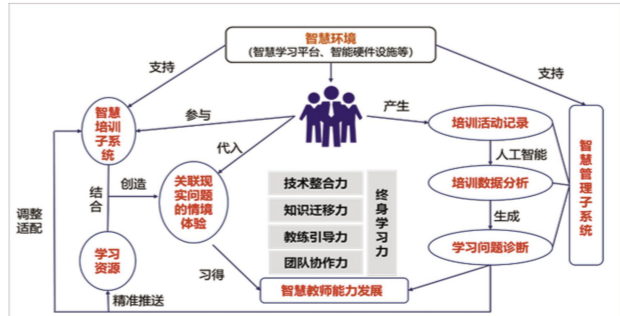 智慧环境
(智慧学习平台、智能硬件设施等)
支持
支持
智慧
培训子
系统
参与
产生
代入
培训活动记录
人工智能
智慧管理子系统
结合
创造
关联现
实问题
的情境
体验
技术整合力
知识迁移力
教练引导力
团队协作力
终身学习力
培训数据分析
生成
调整
适配
学习问题诊断
学习
资源
习得
智慧教师能力发展
精准推送